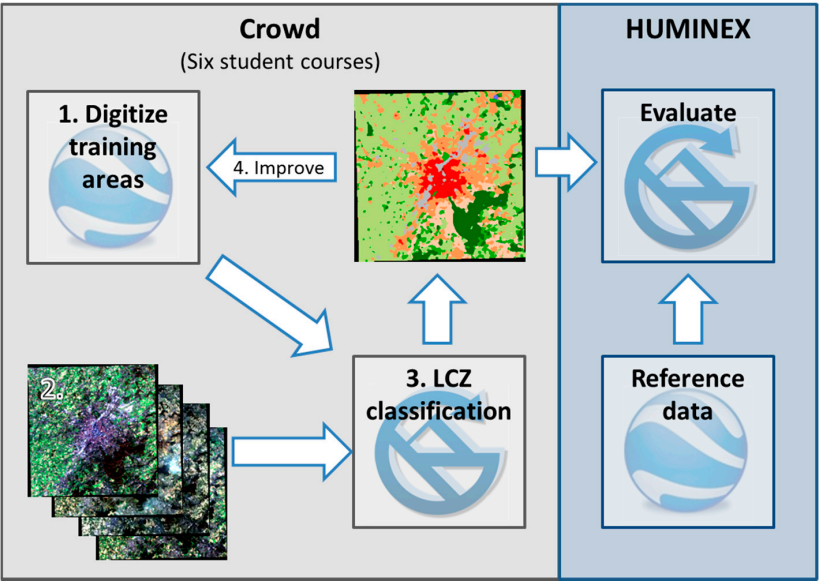 Crowd
(Six student courses)
HUMINEX
1. Digitize
training
areas
4. Improve
Evaluate
2.
3. LCZ
classification
Reference
data